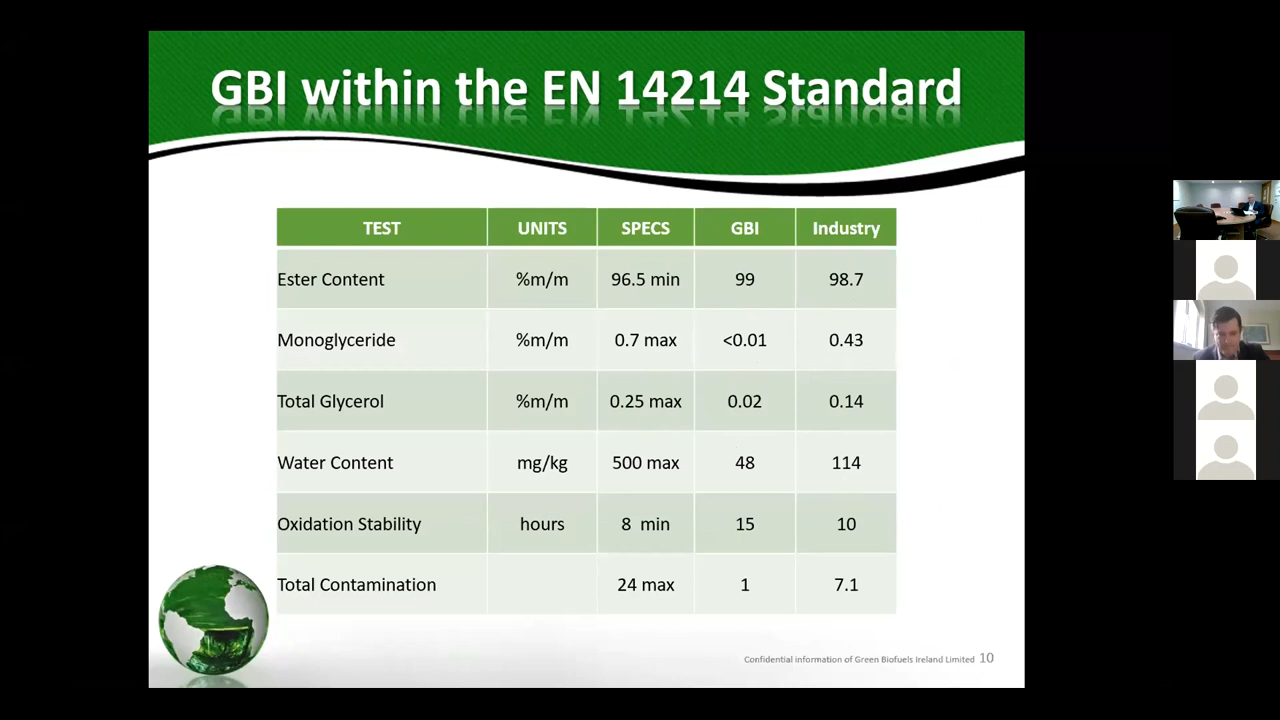 GBI within the EN 14214 Standard
TEST UNITS SPECS GBI Industry
Ester Content %m/m 96.5 min 99 98.7
Monoglyceride %m/m 0.7 max <0.01 0.43
Total Glycerol %m/m 0.25 max 0.02 0.14
Water Content mg/kg 500 max 48 114
Oxidation Stability hours 8 min 15 10
Total Contamination 24 max 1 7.1
Confidential information of Green Biofuels Ireland Limited 10